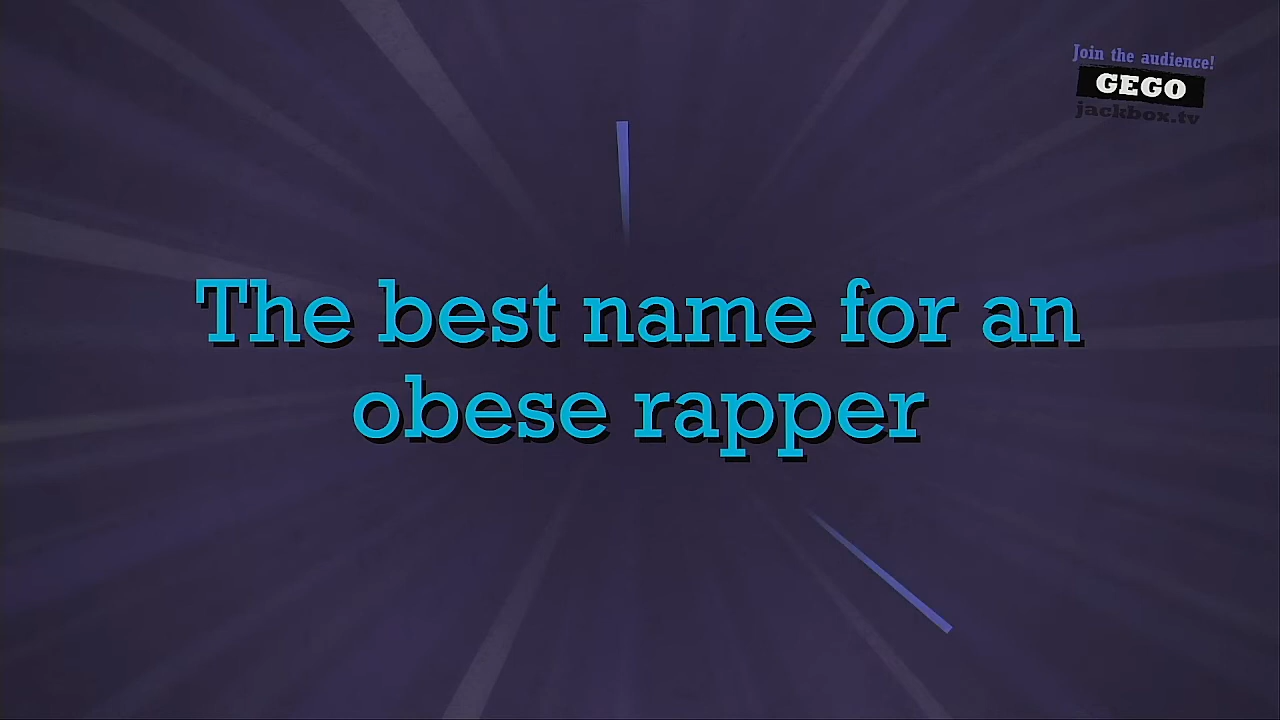 Join the audience!
GEGO
jackbox.tv
The best name for an
obese rapper